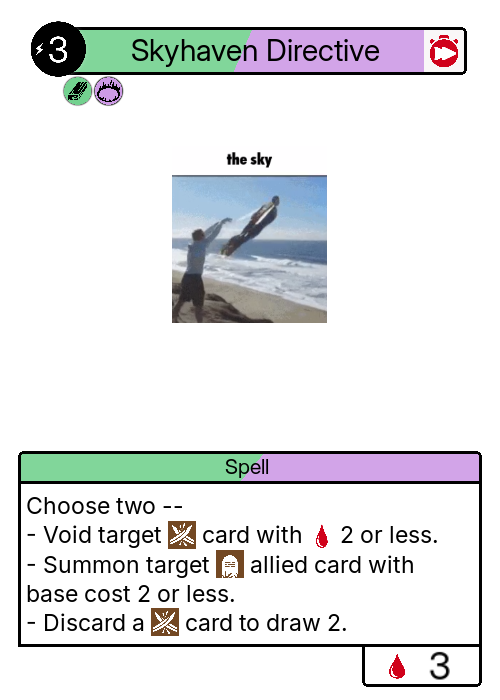 3 Skyhaven Directive
the sky
Spell
Choose two --
- Void target card with 2 or less.
- Summon target allied card with
base cost 2 or less.
- Discard a card to draw 2.
3